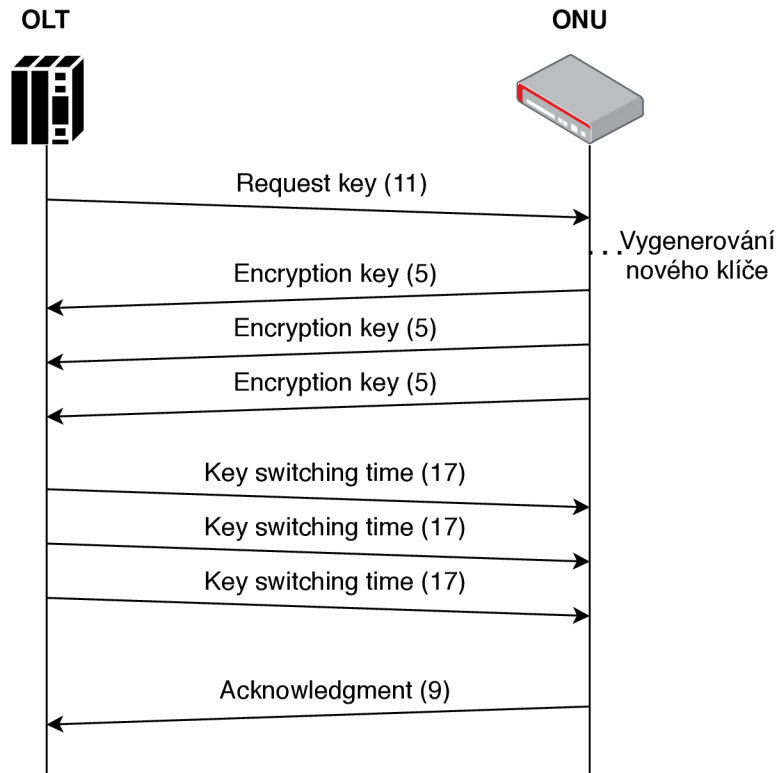 OLT
ONU
Request key (11)
Vygenerování
nového klíče
Encryption key (5)
Encryption key (5)
Encryption key (5)
Key switching time (17)
Key switching time (17)
Key switching time (17)
Acknowledgment (9)